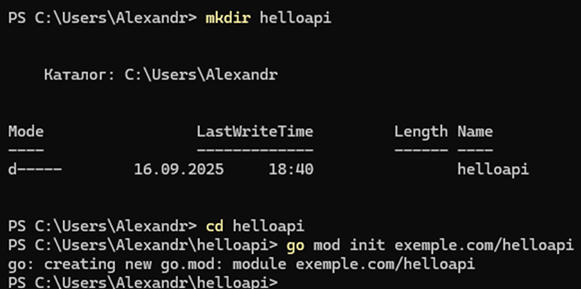 PS C:\Users\Alexandr> mkdir helloapi
Каталог: C:\Users\Alexandr
Mode LastWriteTime Length Name
---- ------------- ------ ----
d----- 16.09.2025 18:40 helloapi
PS C:\Users\Alexandr> cd helloapi
PS C:\Users\Alexandr\helloapi> go mod init exemple.com/helloapi
go: creating new go.mod: module exemple.com/helloapi
PS C:\Users\Alexandr\helloapi>